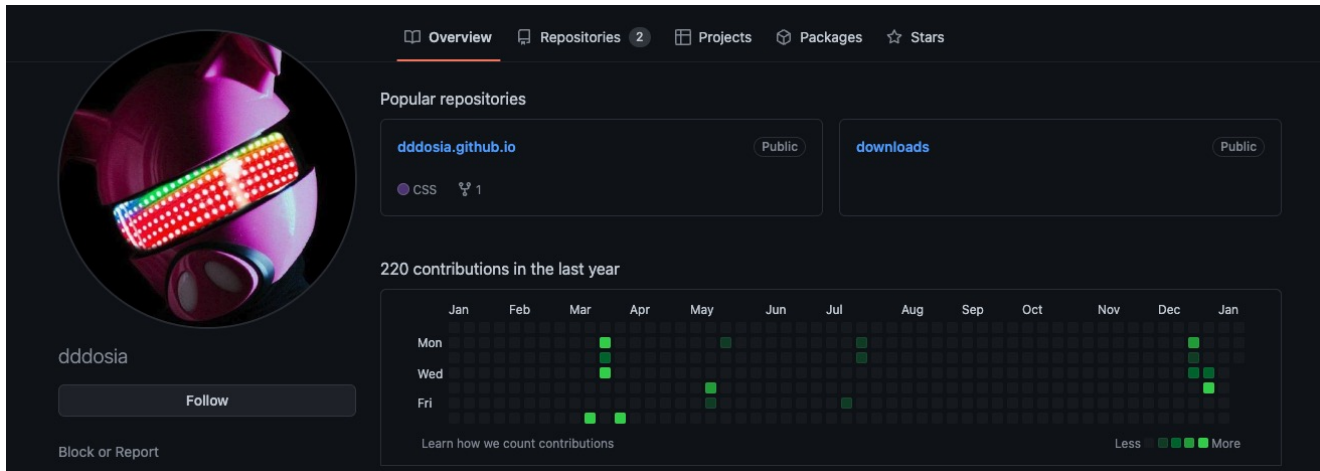 Overview Repositories 2 Projects Packages Stars
Popular repositories
dddosia.github.io Public
CSS 1
downloads Public
220 contributions in the last year
Jan Feb Mar Apr May Jun Jul Aug Sep Oct Nov Dec Jan
Mon
Wed
Fri
Learn how we count contributions Less More
dddosia
Follow
Block or Report